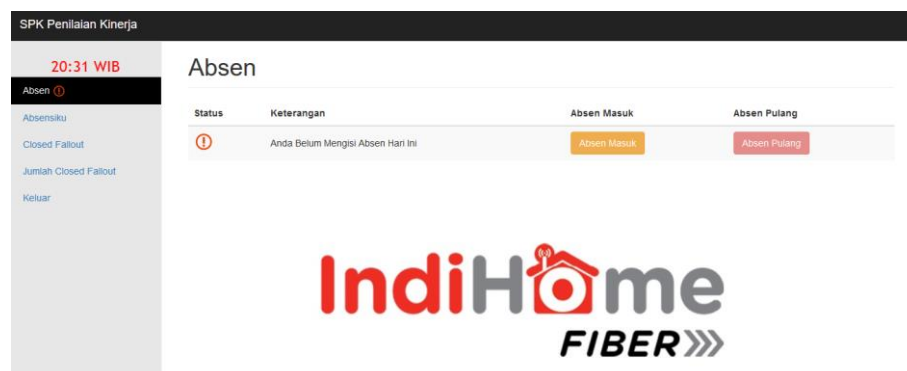 SPK Penilaian Kinerja
20:31 WIB
Absen
Absensiku
Closed Fallout
Jumlah Closed Fallout
Keluar
Absen
Status Keterangan Absen Masuk Absen Pulang
Anda Belum Mengisi Absen Hari Ini Absen Masuk Absen Pulang
IndiHome
FIBER